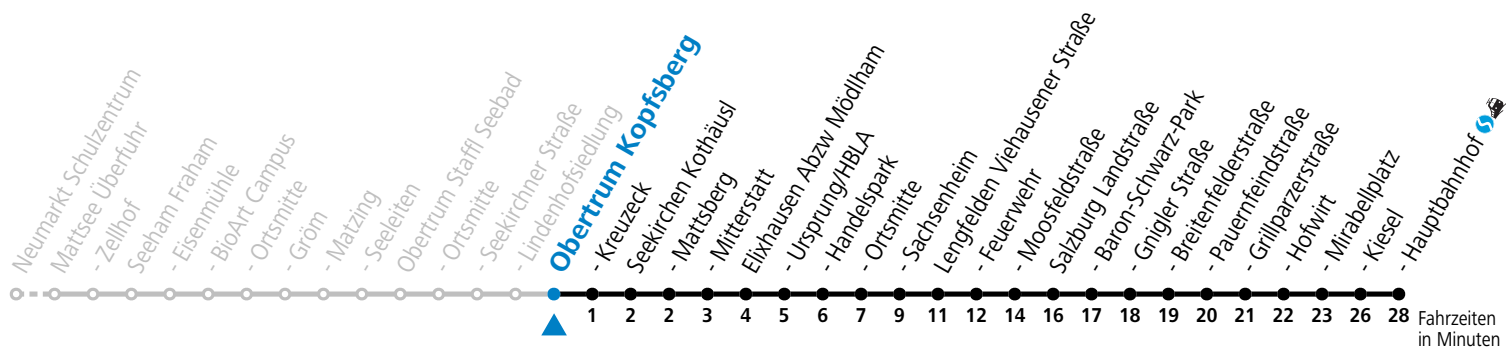 Neumarkt Schulzentrum
Mattsee Überfuhr
- Zellhof
Seeham Fraham
- Eisenmühle
- BioArt Campus
- Ortsmitte
- Gröm
- Matzing
- Seeleiten
Obertrum Staffl Seebad
- Ortsmitte
- Seekirchner Straße
- Lindenhofsiedlung
Obertrum Kopfsberg
- Kreuzeck
Seekirchen Kothäusl
- Mattsberg
- Mitterstatt
Elixhausen Abzw Mödlham
- Ursprung/HBLA
- Handelspark
- Ortsmitte
- Sachsenheim
Lengfelden Viehausener Straße
- Feuerwehr
- Moosfeldstraße
Salzburg Landstraße
- Baron-Schwarz-Park
- Gnigler Straße
- Breitenfelderstraße
- Pauernfeindstraße
- Grillparzerstraße
- Hofwirt
- Mirabellplatz
- Kiesel
- Hauptbahnhof
1 2 2 3 4 5 6 7 9 11 12 14 16 17 18 19 20 21 22 23 26 28
Fahrzeiten
in Minuten